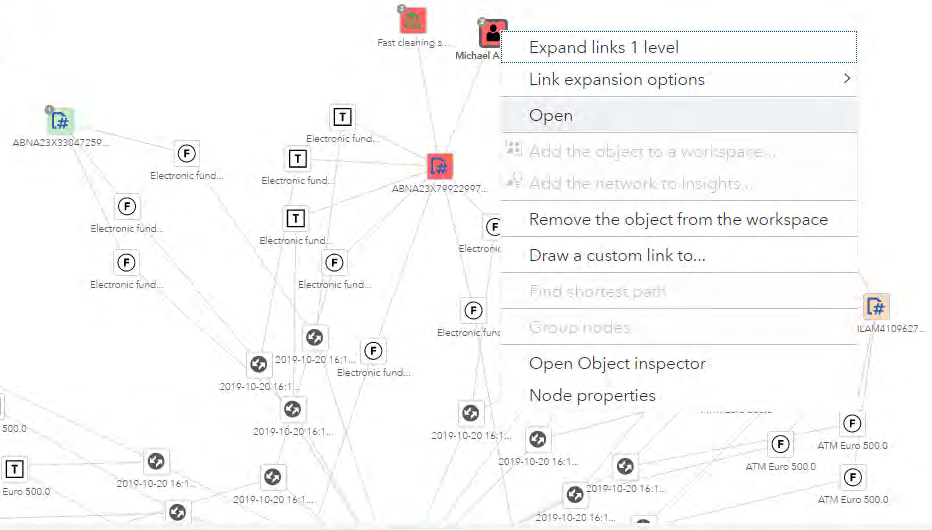 2
Fast cleaning s...
2
Michael A
Expand links 1 level
Link expansion options
Open
Add the object to a workspace...
Add the network to Insights...
Remove the object from the workspace
Draw a custom link to...
Find shortest path
Group nodes
Open Object inspector
Node properties
1
ABNA23X33047259...
T
Electronic fund...
F
Electronic fund...
T
Electronic fund...
ABNA23X79922997...
F
Electronic fund...
T
Electronic fund...
F
Electronic
F
Electronic fund...
F
Electronic fund...
F
Electronic fund
ILAM4109627...
2019-10-20 16:1...
F
Electronic fund...
2019-10-20 16:1...
2019-10-20 16:1...
500.0
2019-10-20 16:1...
F
ATM Euro 500.0
2019-10-20 16:1...
F
ATM Euro 500.0
T
Euro 500.0
2019-10-20 16:1...
2019-10-20 16:1...
2019-10-20 16:1...
F
ATM Euro 500.0
2019-10-20 16:1...